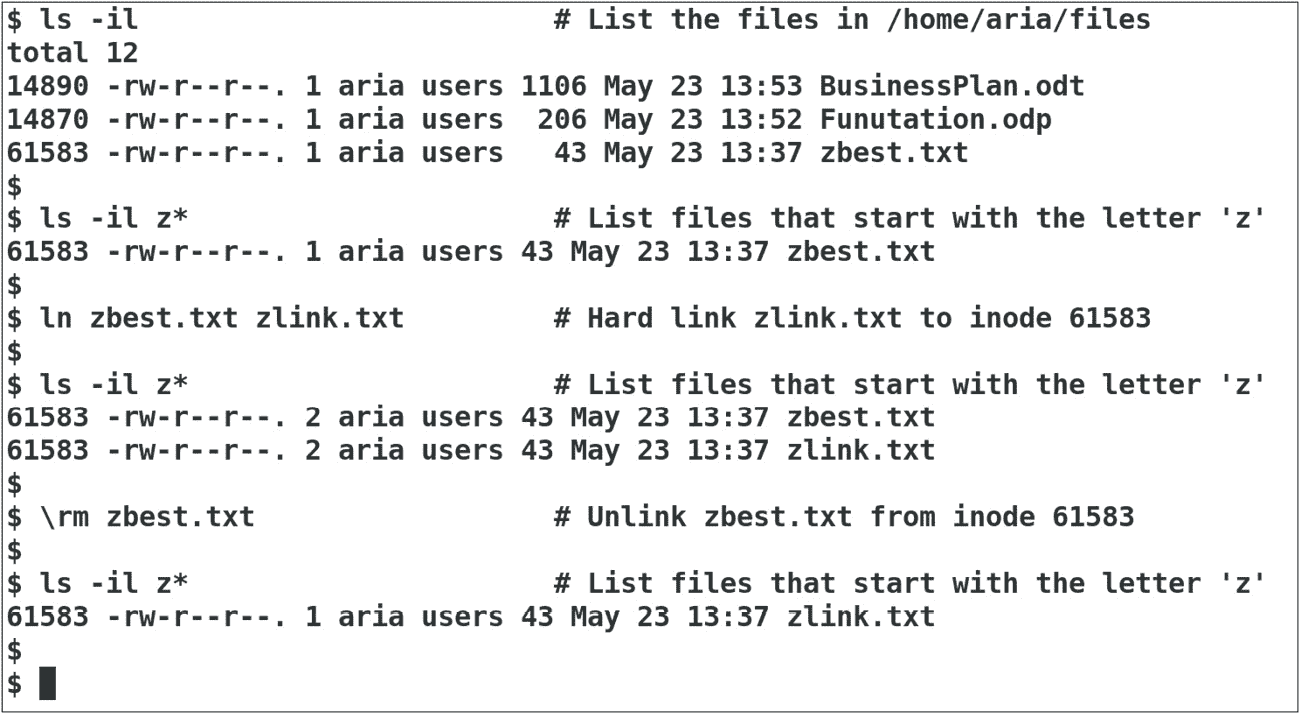 $ ls -il                         # List the files in /home/aria/files
total 12
14890 -rw-r--r--. 1 aria users 1106 May 23 13:53 BusinessPlan.odt
14870 -rw-r--r--. 1 aria users  206 May 23 13:52 Funutation.odp
61583 -rw-r--r--. 1 aria users   43 May 23 13:37 zbest.txt
$
$ ls -il z*                      # List files that start with the letter 'z'
61583 -rw-r--r--. 1 aria users 43 May 23 13:37 zbest.txt
$
$ ln zbest.txt zlink.txt         # Hard link zlink.txt to inode 61583
$
$ ls -il z*                      # List files that start with the letter 'z'
61583 -rw-r--r--. 2 aria users 43 May 23 13:37 zbest.txt
61583 -rw-r--r--. 2 aria users 43 May 23 13:37 zlink.txt
$
$ \rm zbest.txt                  # Unlink zbest.txt from inode 61583
$
$ ls -il z*                      # List files that start with the letter 'z'
61583 -rw-r--r--. 1 aria users 43 May 23 13:37 zlink.txt
$
$